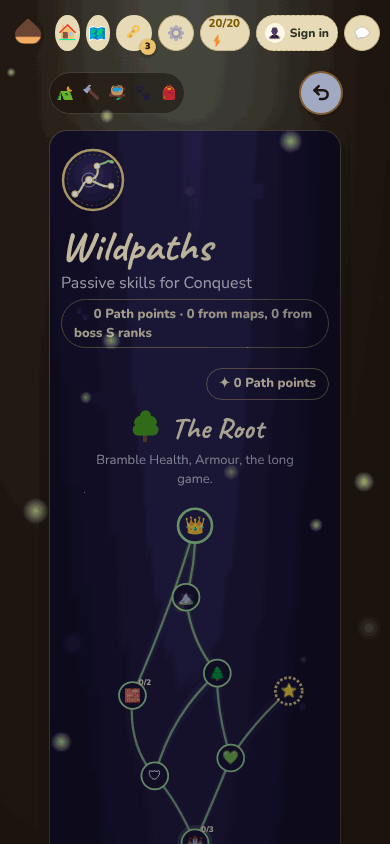 3
20/20
Sign in
Wildpaths
Passive skills for Conquest
0 Path points · 0 from maps, 0 from
boss S ranks
✦ 0 Path points
The Root
Bramble Health, Armour, the long
game.
0/2
0/3